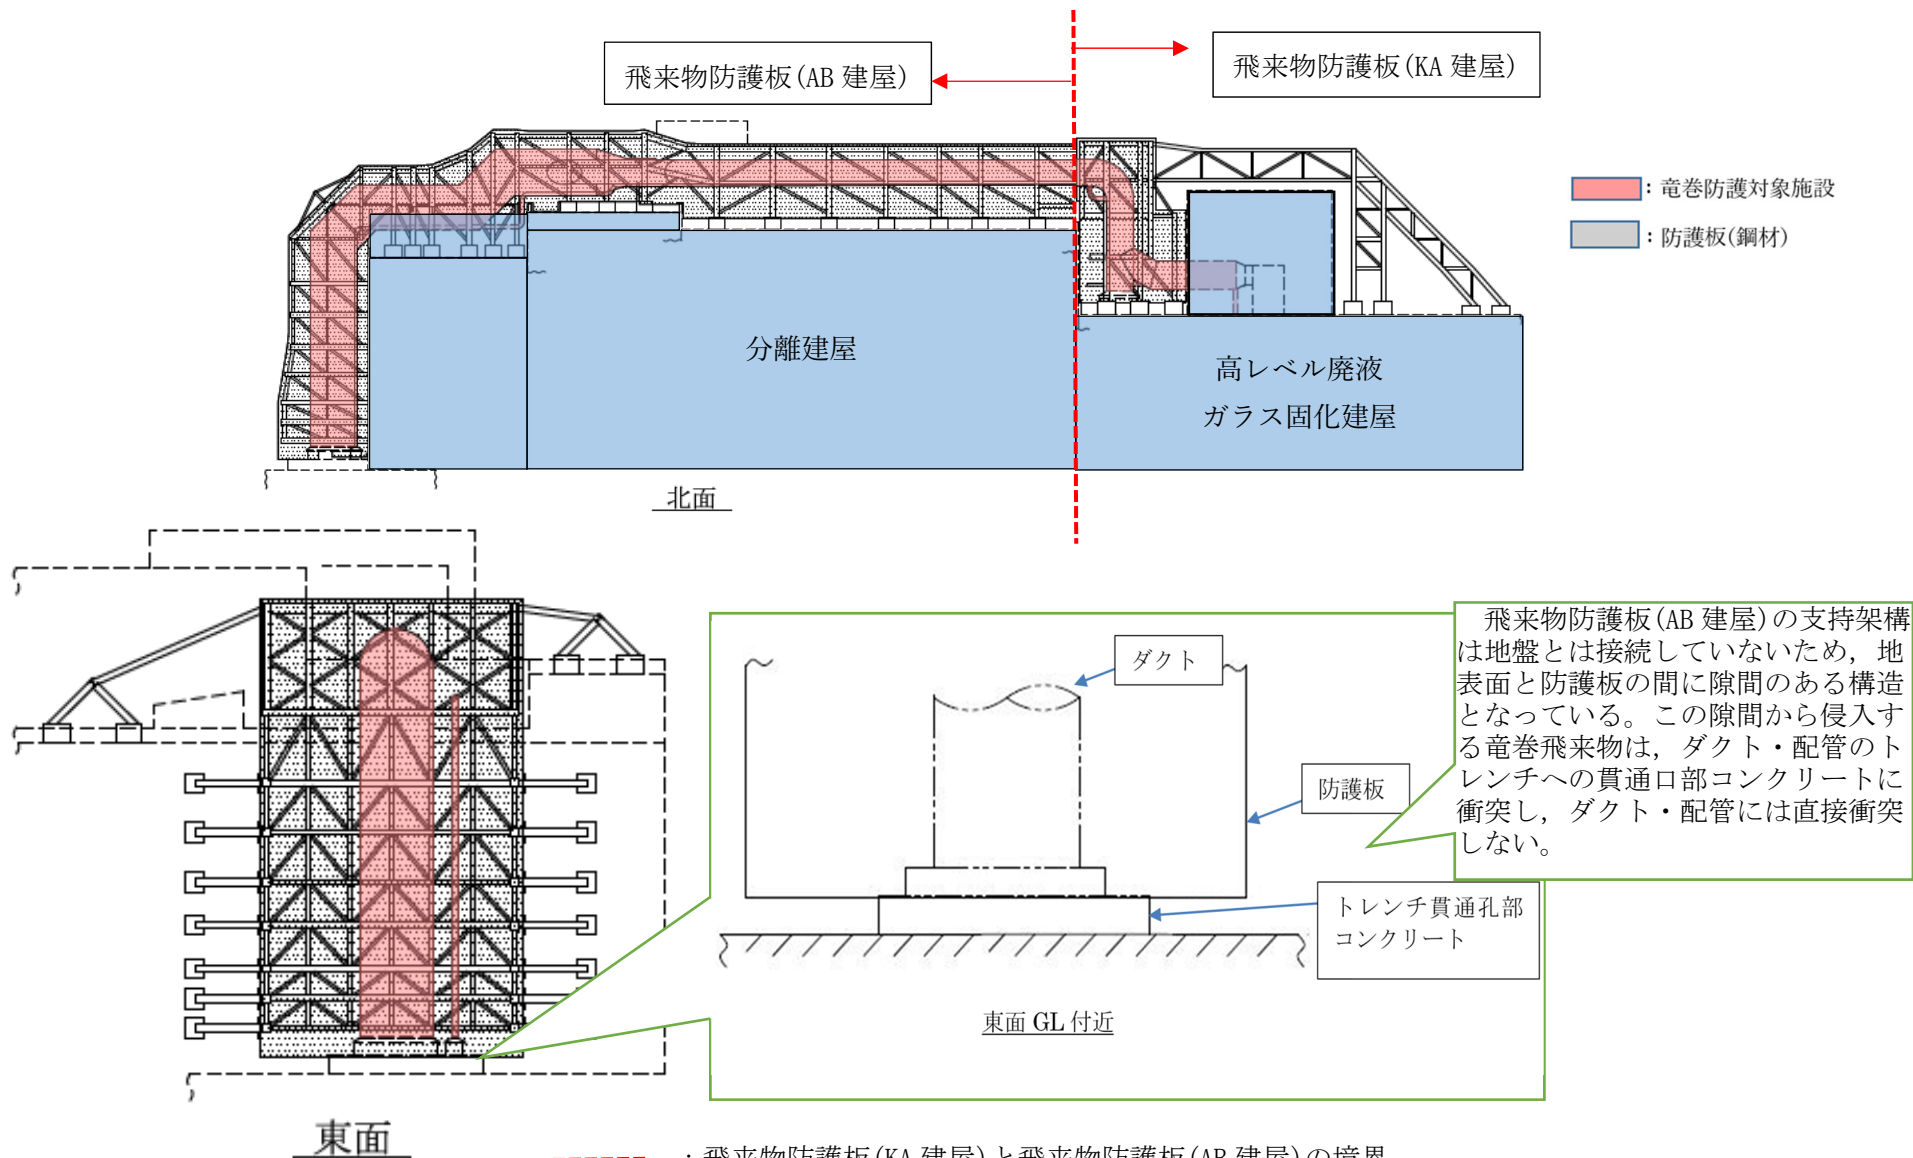 飛来物防護板(AB 建屋)
飛来物防護板(KA 建屋)
：竜巻防護対象施設
：防護板(鋼材)
分離建屋
高レベル廃液
ガラス固化建屋
北面
飛来物防護板(AB 建屋)の支持架構
は地盤とは接続していないため，地
表面と防護板の間に隙間のある構造
となっている。この隙間から侵入す
る竜巻飛来物は，ダクト・配管のト
レンチへの貫通口部コンクリートに
衝突し，ダクト・配管には直接衝突
しない。
ダクト
防護板
トレンチ貫通孔部
コンクリート
東面 GL 付近
東面
：飛来物防護板(KA 建屋)と飛来物防護板(AB 建屋)の境界